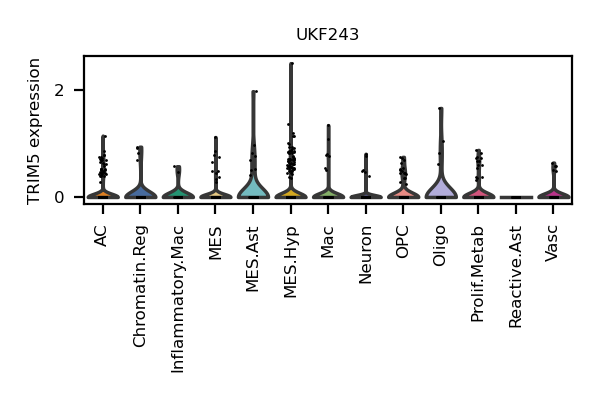 UKF243
TRIM5 expression
2
0
AC
Chromatin.Reg
Inflammatory.Mac
MES
MES.Ast
MES.Hyp
Mac
Neuron
OPC
Oligo
Prolif.Metab
Reactive.Ast
Vasc